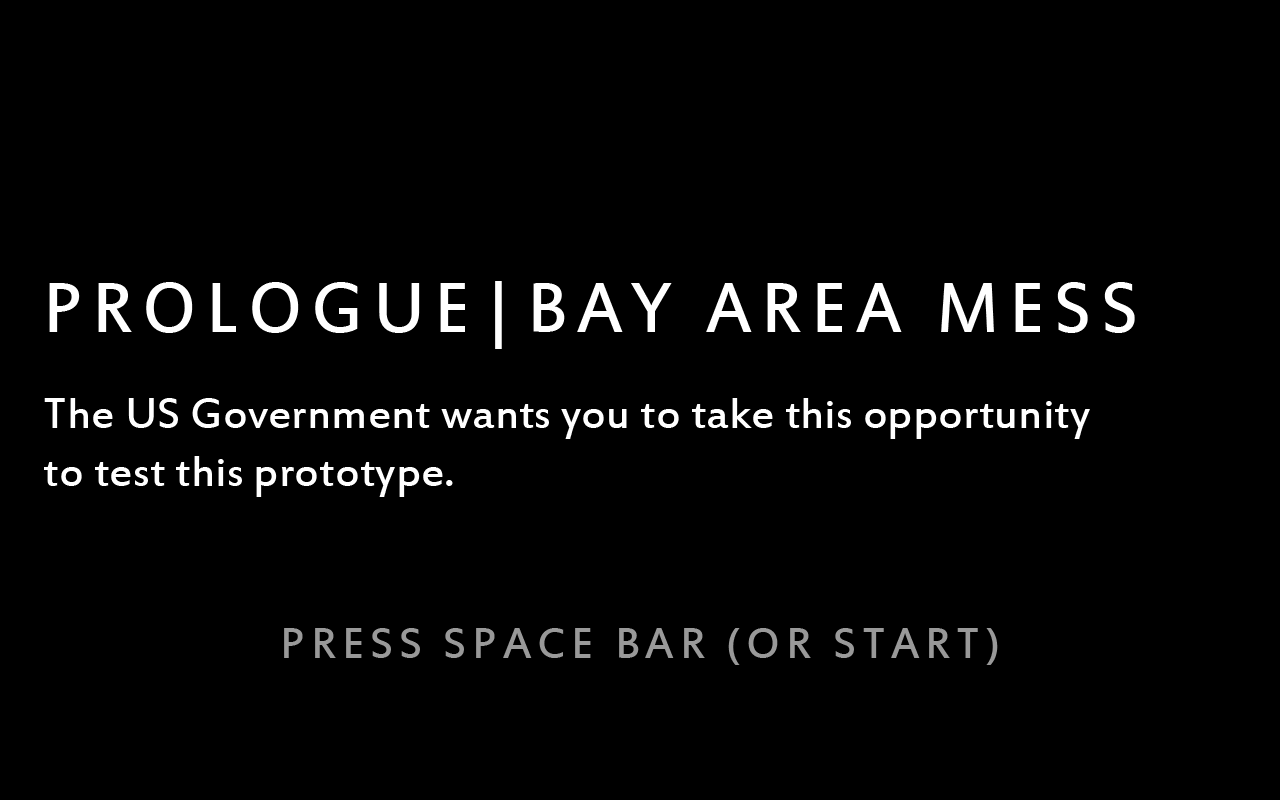 PROLOGUE|BAY AREA MESS
The US Government wants you to take this opportunity
to test this prototype.
PRESS SPACE BAR (OR START)